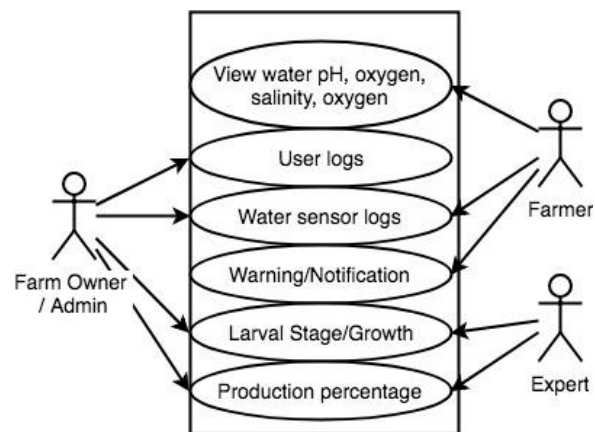 View water pH, oxygen,
salinity, oxygen
User logs
Water sensor logs
Warning/Notification
Larval Stage/Growth
Production percentage
Farm Owner
/ Admin
Farmer
Expert